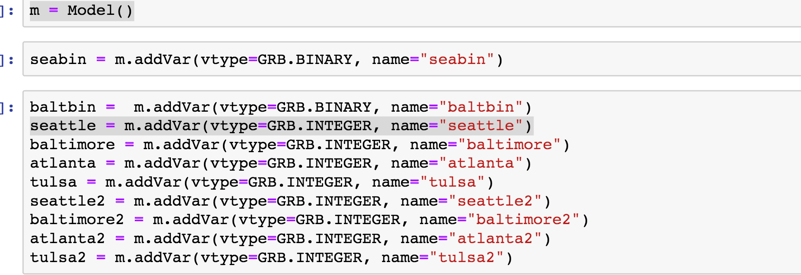 ]: m = Model()
]: seabin = m.addVar(vtype=GRB.BINARY, name="seabin")
]: baltbin =  m.addVar(vtype=GRB.BINARY, name="baltbin")
seattle = m.addVar(vtype=GRB.INTEGER, name="seattle")
baltimore = m.addVar(vtype=GRB.INTEGER, name="baltimore")
atlanta = m.addVar(vtype=GRB.INTEGER, name="atlanta")
tulsa = m.addVar(vtype=GRB.INTEGER, name="tulsa")
seattle2 = m.addVar(vtype=GRB.INTEGER, name="seattle2")
baltimore2 = m.addVar(vtype=GRB.INTEGER, name="baltimore2")
atlanta2 = m.addVar(vtype=GRB.INTEGER, name="atlanta2")
tulsa2 = m.addVar(vtype=GRB.INTEGER, name="tulsa2")